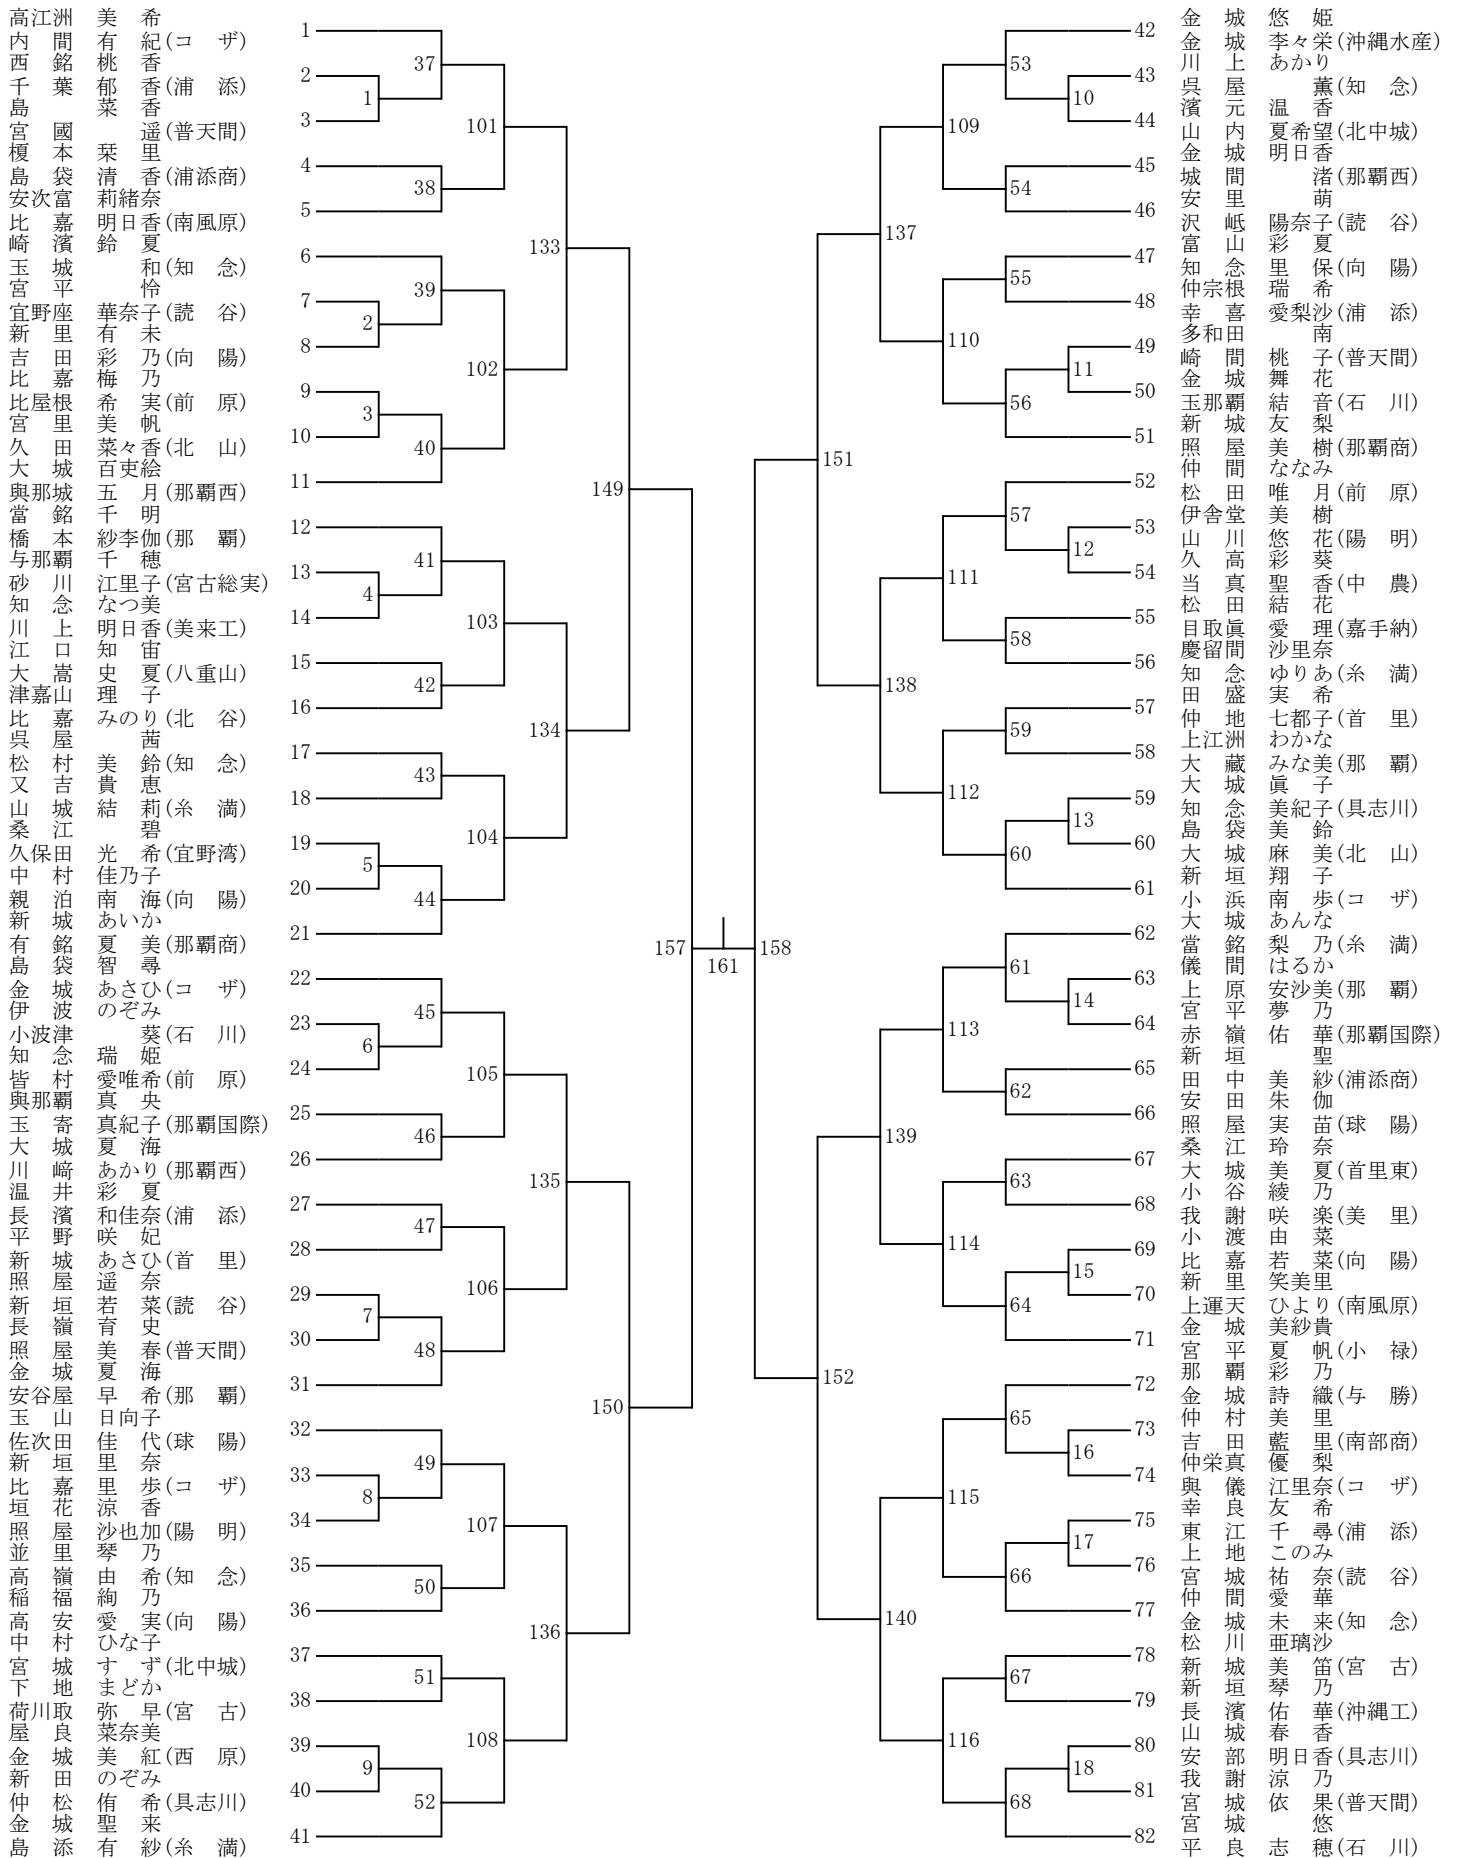 高江洲　美　希
1
内　間　有　紀(コ　ザ)
西　銘　桃　香
2
千　葉　郁　香(浦　添)
島　　　菜　香
3
宮　國　　　遥(普天間)
榎　本　栞　里
4
島　袋　清　香(浦添商)
安次富　莉緒奈
5
比　嘉　明日香(南風原)
崎　濱　鈴　夏
6
玉　城　　　和(知　念)
宮　平　　　怜
7
宜野座　華奈子(読　谷)
新　里　有　未
8
吉　田　彩　乃(向　陽)
比　嘉　梅　乃
9
比屋根　希　実(前　原)
宮　里　美　帆
10
久　田　菜々香(北　山)
大　城　百吏絵
11
與那城　五　月(那覇西)
當　銘　千　明
12
橋　本　紗李伽(那　覇)
与那覇　千　穂
13
砂　川　江里子(宮古総実)
知　念　なつ美
14
川　上　明日香(美来工)
江　口　知　宙
15
大　嵩　史　夏(八重山)
津嘉山　理　子
16
比　嘉　みのり(北　谷)
呉　屋　　　茜
17
松　村　美　鈴(知　念)
又　吉　貴　恵
18
山　城　結　莉(糸　満)
桑　江　　　碧
19
久保田　光　希(宜野湾)
中　村　佳乃子
20
親　泊　南　海(向　陽)
新　城　あいか
21
有　銘　夏　美(那覇商)
島　袋　智　尋
22
金　城　あさひ(コ　ザ)
伊　波　のぞみ
23
小波津　　　葵(石　川)
知　念　瑞　姫
24
皆　村　愛唯希(前　原)
與那覇　真　央
25
玉　寄　真紀子(那覇国際)
大　城　夏　海
26
川　﨑　あかり(那覇西)
温　井　彩　夏
27
長　濱　和佳奈(浦　添)
平　野　咲　妃
28
新　城　あさひ(首　里)
照　屋　遥　奈
29
新　垣　若　菜(読　谷)
長　嶺　育　史
30
照　屋　美　春(普天間)
金　城　夏　海
31
安谷屋　早　希(那　覇)
玉　山　日向子
32
佐次田　佳　代(球　陽)
新　垣　里　奈
33
比　嘉　里　歩(コ　ザ)
垣　花　涼　香
34
照　屋　沙也加(陽　明)
並　里　琴　乃
35
高　嶺　由　希(知　念)
稲　福　絢　乃
36
高　安　愛　実(向　陽)
中　村　ひな子
37
宮　城　す　ず(北中城)
下　地　まどか
38
荷川取　弥　早(宮　古)
屋　良　菜奈美
39
金　城　美　紅(西　原)
新　田　のぞみ
40
仲　松　侑　希(具志川)
金　城　聖　来
41
島　添　有　紗(糸　満)
1
2
3
4
5
6
7
8
9
37
38
39
40
41
42
43
44
45
46
47
48
49
50
51
52
101
102
103
104
105
106
107
108
133
134
135
136
149
150
157
161
158
151
152
137
138
139
140
109
110
111
112
113
114
115
116
53
54
55
56
57
58
59
60
61
62
63
64
65
66
67
68
10
11
12
13
14
15
16
17
18
金　城　悠　姫
42
金　城　李々栄(沖縄水産)
川　上　あかり
43
呉　屋　　　薫(知　念)
濱　元　温　香
44
山　内　夏希望(北中城)
金　城　明日香
45
城　間　　　渚(那覇西)
安　里　　　萌
46
沢　岻　陽奈子(読　谷)
富　山　彩　夏
47
知　念　里　保(向　陽)
仲宗根　瑞　希
48
幸　喜　愛梨沙(浦　添)
多和田　　　南
49
崎　間　桃　子(普天間)
金　城　舞　花
50
玉那覇　結　音(石　川)
新　城　友　梨
51
照　屋　美　樹(那覇商)
仲　間　ななみ
52
松　田　唯　月(前　原)
伊舎堂　美　樹
53
山　川　悠　花(陽　明)
久　高　彩　葵
54
当　真　聖　香(中　農)
松　田　結　花
55
目取眞　愛　理(嘉手納)
慶留間　沙里奈
56
知　念　ゆりあ(糸　満)
田　盛　実　希
57
仲　地　七都子(首　里)
上江洲　わかな
58
大　藏　みな美(那　覇)
大　城　眞　子
59
知　念　美紀子(具志川)
島　袋　美　鈴
60
大　城　麻　美(北　山)
新　垣　翔　子
61
小　浜　南　歩(コ　ザ)
大　城　あんな
62
當　銘　梨　乃(糸　満)
儀　間　はるか
63
上　原　安沙美(那　覇)
宮　平　夢　乃
64
赤　嶺　佑　華(那覇国際)
新　垣　　　聖
65
田　中　美　紗(浦添商)
安　田　朱　伽
66
照　屋　実　苗(球　陽)
桑　江　玲　奈
67
大　城　美　夏(首里東)
小　谷　綾　乃
68
我　謝　咲　楽(美　里)
小　渡　由　菜
69
比　嘉　若　菜(向　陽)
新　里　笑美里
70
上運天　ひより(南風原)
金　城　美紗貴
71
宮　平　夏　帆(小　禄)
那　覇　彩　乃
72
金　城　詩　織(与　勝)
仲　村　美　里
73
吉　田　藍　里(南部商)
仲栄真　優　梨
74
與　儀　江里奈(コ　ザ)
幸　良　友　希
75
東　江　千　尋(浦　添)
上　地　このみ
76
宮　城　祐　奈(読　谷)
仲　間　愛　華
77
金　城　未　来(知　念)
松　川　亜璃沙
78
新　城　美　笛(宮　古)
新　垣　琴　乃
79
長　濱　佑　華(沖縄工)
山　城　春　香
80
安　部　明日香(具志川)
我　謝　涼　乃
81
宮　城　依　果(普天間)
宮　城　　　悠
82
平　良　志　穂(石　川)